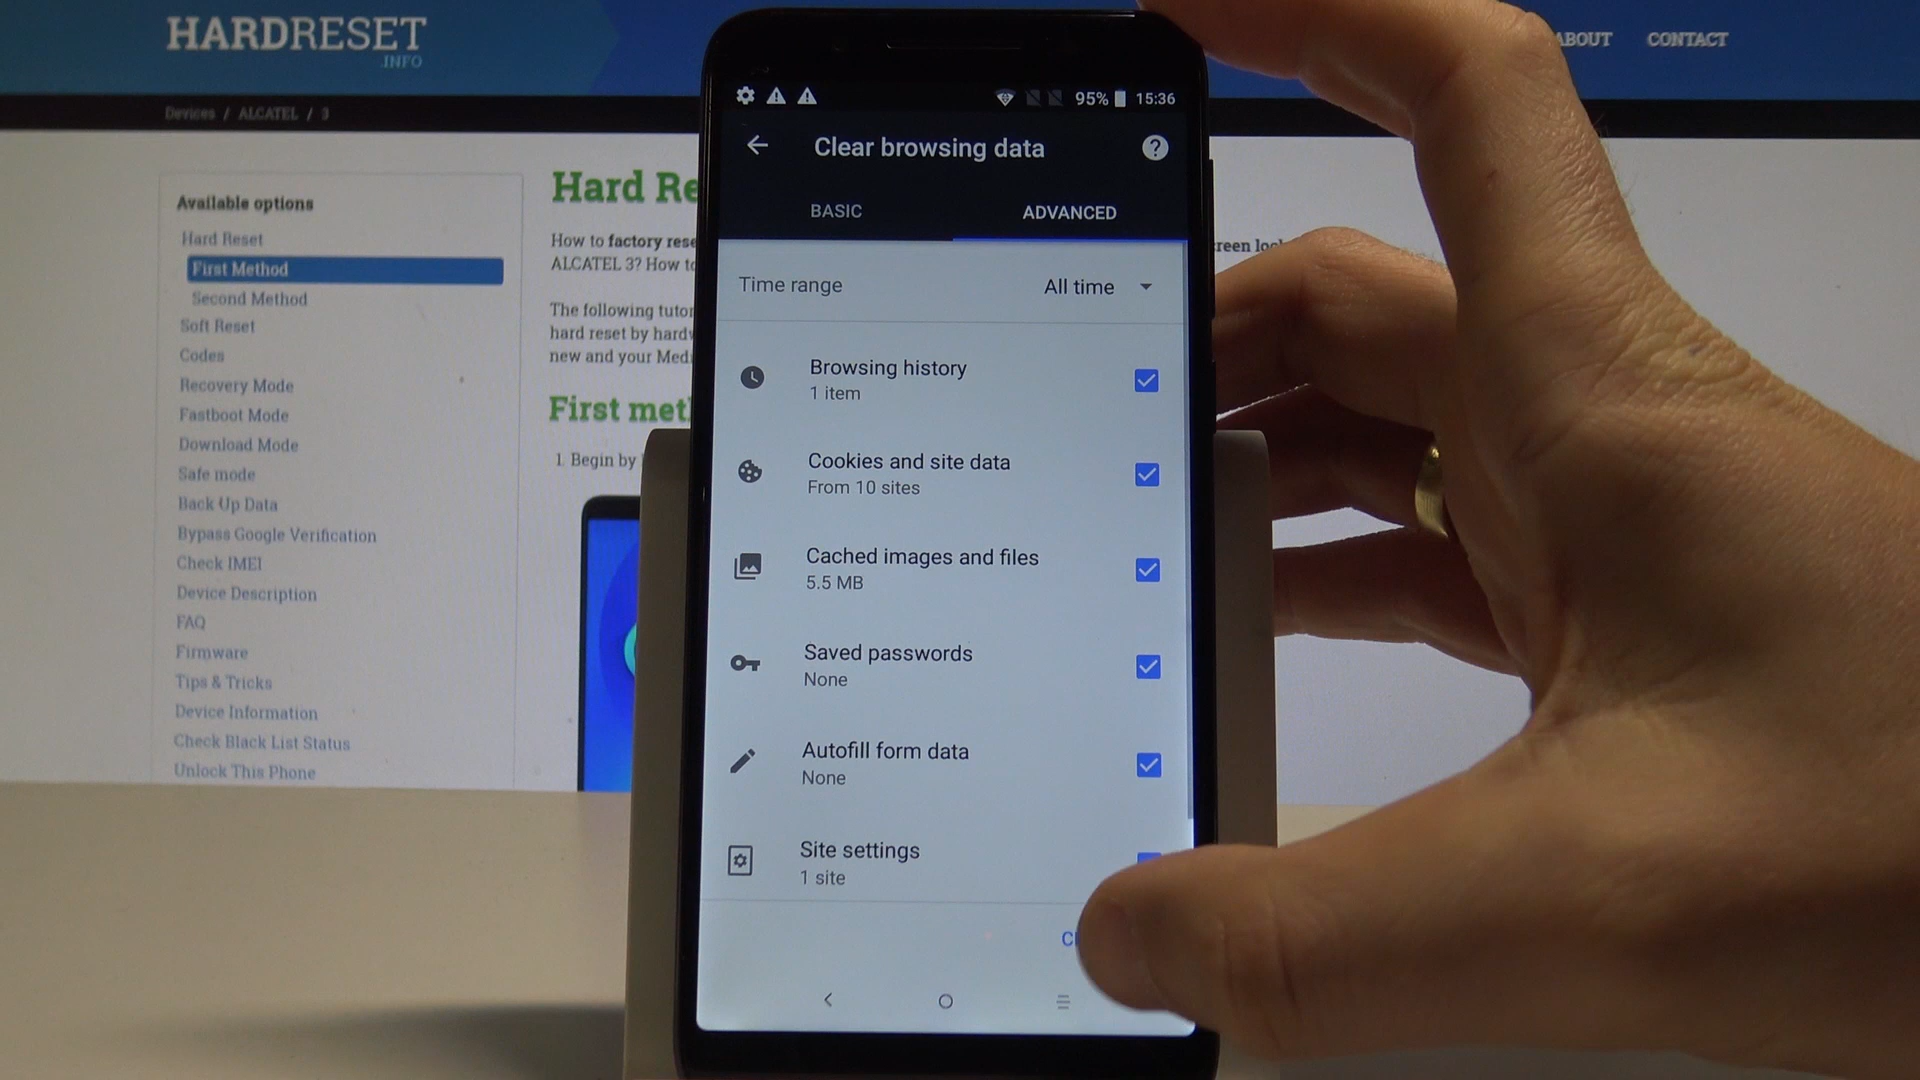 HARDRESET
.INFO
ABOUT
CONTACT
Devices / ALCATEL / 3
Available options
Hard Reset
First Method
Second Method
Soft Reset
Codes
Recovery Mode
Fastboot Mode
Download Mode
Safe mode
Back Up Data
Bypass Google Verification
Check IMEI
Device Description
FAQ
Firmware
Tips & Tricks
Device Information
Check Black List Status
Unlock This Phone
Hard Re
How to factory rese
ALCATEL 3? How to
The following tutor
hard reset by hardw
new and your Med
First met
1. Begin by
95% 15:36
Clear browsing data
BASIC
ADVANCED
Time range
All time
Browsing history
1 item
Cookies and site data
From 10 sites
Cached images and files
5.5 MB
Saved passwords
None
Autofill form data
None
Site settings
1 site